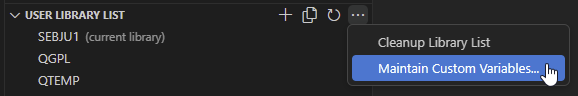 USER LIBRARY LIST
SEBJU1 (current library)
QGPL
QTEMP
Cleanup Library List
Maintain Custom Variables...